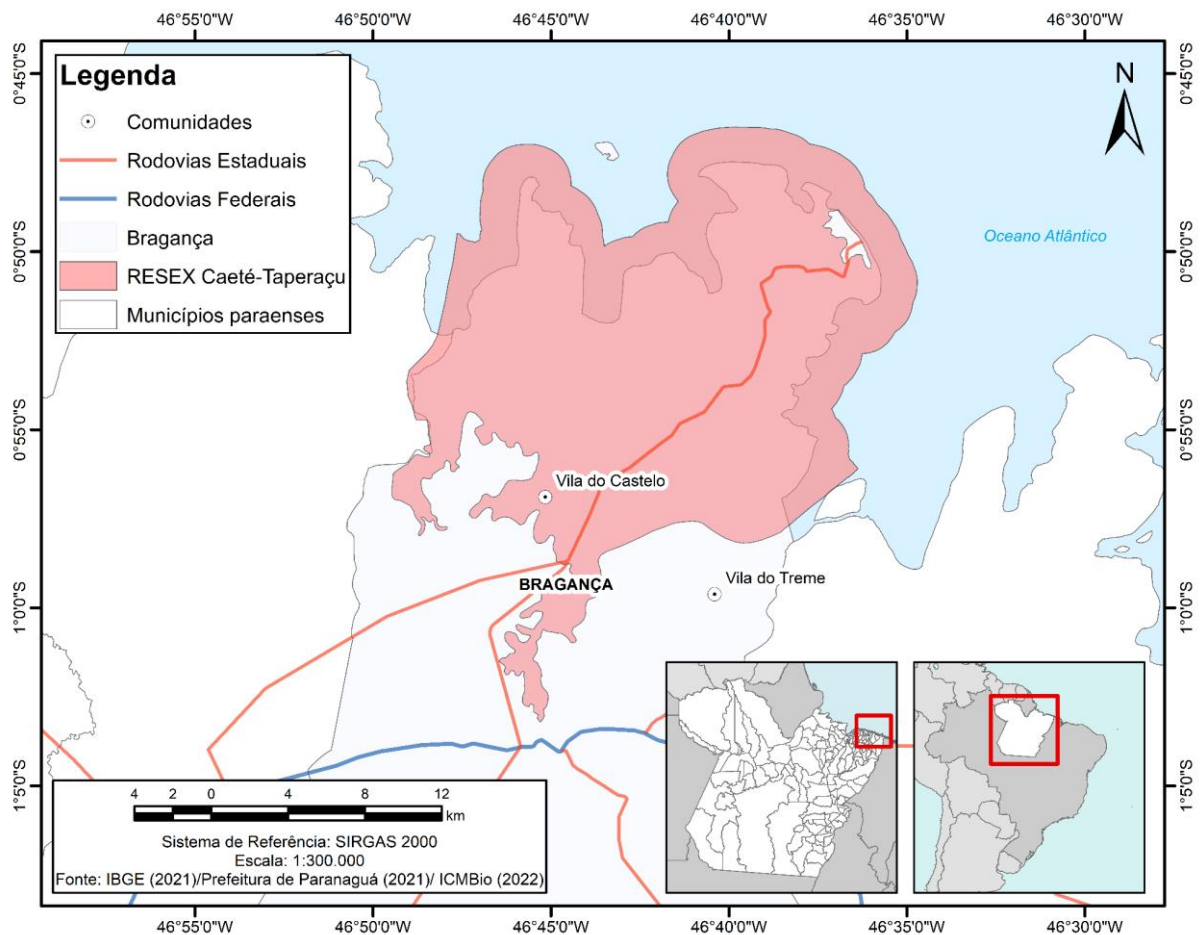 46°55'0"W 46°50'0"W 46°45'0"W 46°40'0"W 46°35'0"W 46°30'0"W
0°45'0"S
0°45'0"S
Legenda
Comunidades
Rodovias Estaduais
Rodovias Federais
Bragança
RESEX Caeté-Taperaçu
Municípios paraenses
N
Oceano Atlântico
0°50'0"S
0°50'0"S
0°55'0"S
0°55'0"S
Vila do Castelo
BRAGANÇA
Vila do Treme
1°0'0"S
1°0'0"S
1°5'0"S
1°5'0"S
4 2 0 4 8 12
km
Sistema de Referência: SIRGAS 2000
Escala: 1:300.000
Fonte: IBGE (2021)/Prefeitura de Paranaguá (2021)/ ICMBio (2022)
46°55'0"W 46°50'0"W 46°45'0"W 46°40'0"W 46°35'0"W 46°30'0"W